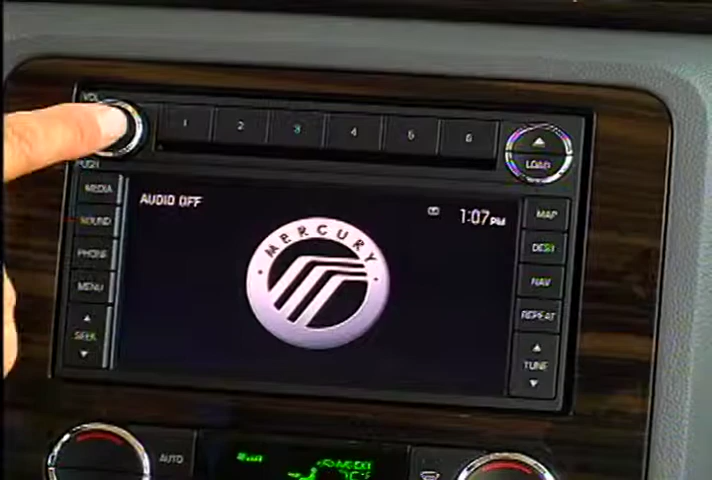 VOL
1 2 3 4 5 6
LOAD
PUSH
MEDIA
AUDIO OFF
1:07PM
MAP
MERCURY
SOUND
DEST
PHONE
NAV
MENU
REPEAT
SEEK
TUNE
AUTO